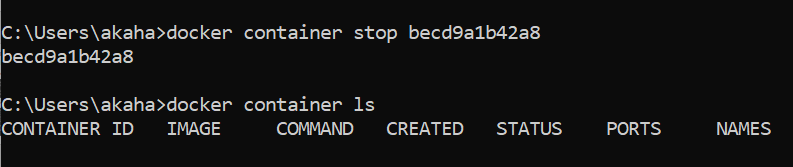 C:\Users\akaha>docker container stop becd9a1b42a8
becd9a1b42a8
C:\Users\akaha>docker container ls
CONTAINER ID   IMAGE     COMMAND   CREATED   STATUS    PORTS     NAMES